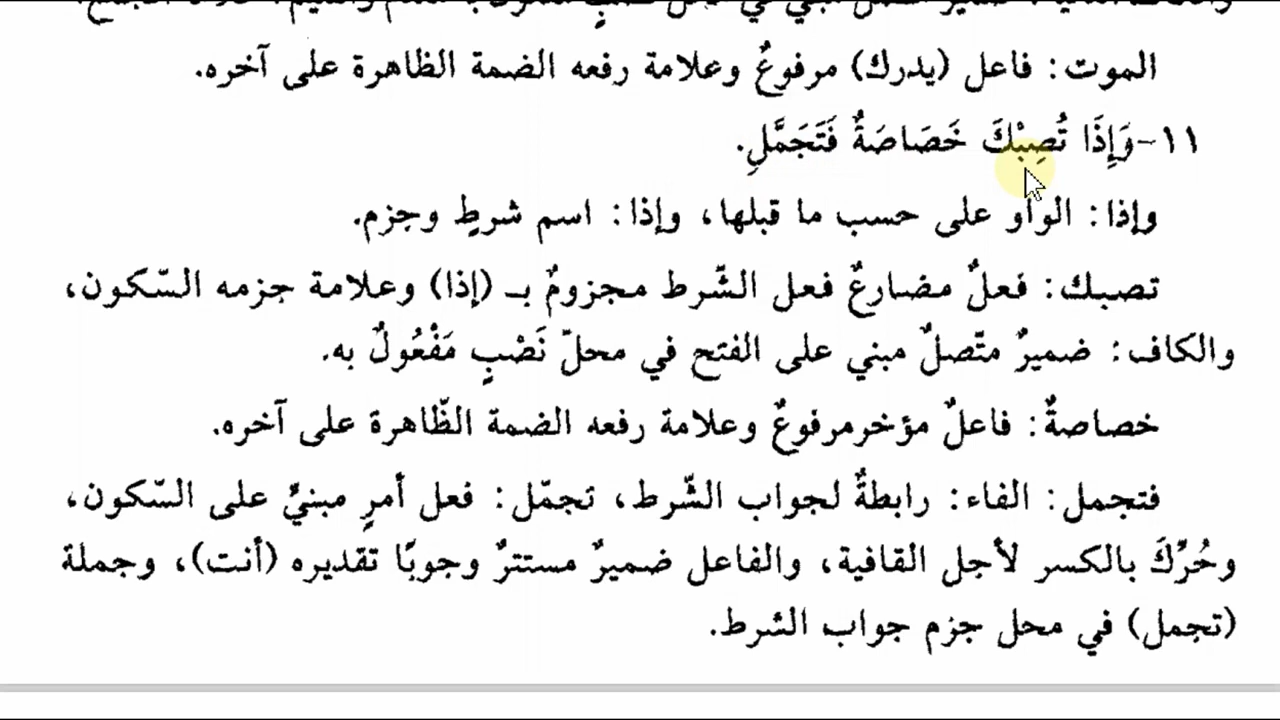 الموت: فاعل (يدرك) مرفوعٌ وعلامة رفعه الضمة الظاهرة على آخره.
١١-وَإِذَا تُصِبْكَ خَصَاصَةٌ فَتَجَمَّلِ.
وإذا: الواو على حسب ما قبلها، وإذا: اسم شرطٍ وجزم.
تصبك: فعلٌ مضارعٌ فعل الشّرط مجزومٌ بـ (إذا) وعلامة جزمه السّكون،
والكاف: ضميرٌ متّصلٌ مبني على الفتح في محلّ نَصْبٍ مَفْعُولٌ به.
خصاصةٌ: فاعلٌ مؤخرمرفوعٌ وعلامة رفعه الضمة الظّاهرة على آخره.
فتجمل: الفاء: رابطةٌ لجواب الشّرط، تجمّل: فعل أمرٍ مبنيٌّ على السّكون،
وحُرِّكَ بالكسر لأجل القافية، والفاعل ضميرٌ مستترٌ وجوبًا تقديره (أنت)، وجملة
(تجمل) في محل جزم جواب الشرط.